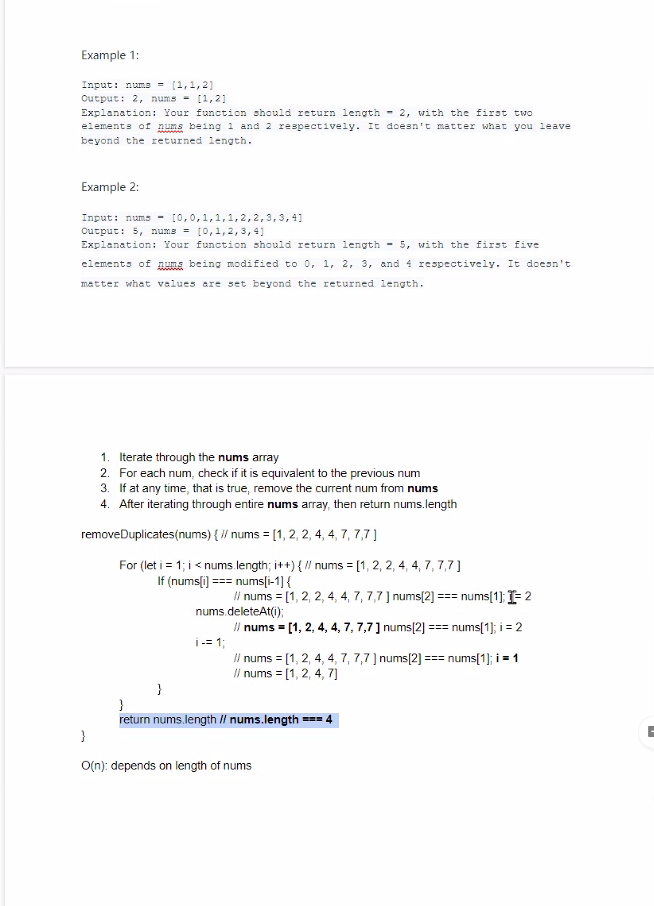 Example 1:
Input: nums = [1,1,2]
Output: 2, nums = [1,2]
Explanation: Your function should return length = 2, with the first two
elements of nums being 1 and 2 respectively. It doesn't matter what you leave
beyond the returned length.
Example 2:
Input: nums = [0,0,1,1,1,2,2,3,3,4]
Output: 5, nums = [0,1,2,3,4]
Explanation: Your function should return length = 5, with the first five
elements of nums being modified to 0, 1, 2, 3, and 4 respectively. It doesn't
matter what values are set beyond the returned length.
1. Iterate through the nums array
2. For each num, check if it is equivalent to the previous num
3. If at any time, that is true, remove the current num from nums
4. After iterating through entire nums array, then return nums.length
removeDuplicates(nums) { // nums = [1, 2, 2, 4, 4, 7, 7,7 ]
For (let i = 1; i < nums.length; i++) { // nums = [1, 2, 2, 4, 4, 7, 7,7 ]
If (nums[i] === nums[i-1] {
// nums = [1, 2, 2, 4, 4, 7, 7,7 ] nums[2] === nums[1]; = 2
nums.deleteAt(i);
// nums = [1, 2, 4, 4, 7, 7,7 ] nums[2] === nums[1]; i = 2
i -= 1;
// nums = [1, 2, 4, 4, 7, 7,7 ] nums[2] === nums[1]; i = 1
// nums = [1, 2, 4, 7]
}
}
return nums.length // nums.length === 4
}
O(n): depends on length of nums